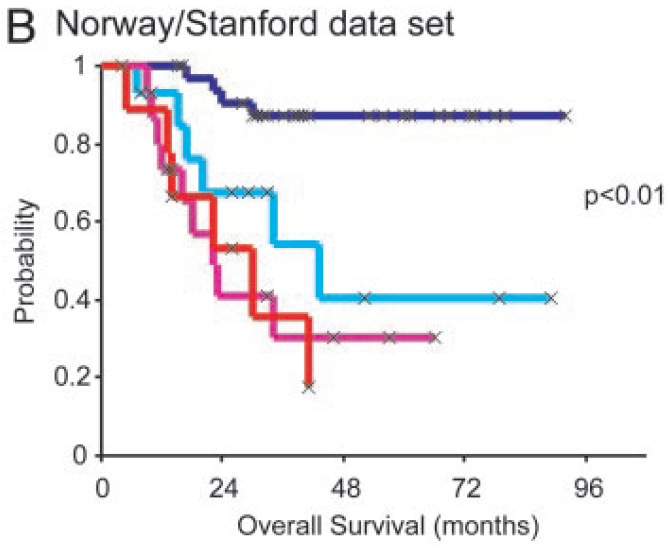 B Norway/Stanford data set
1
0.8
0.6
0.4
0.2
0
Probability
p<0.01
0 24 48 72 96
Overall Survival (months)